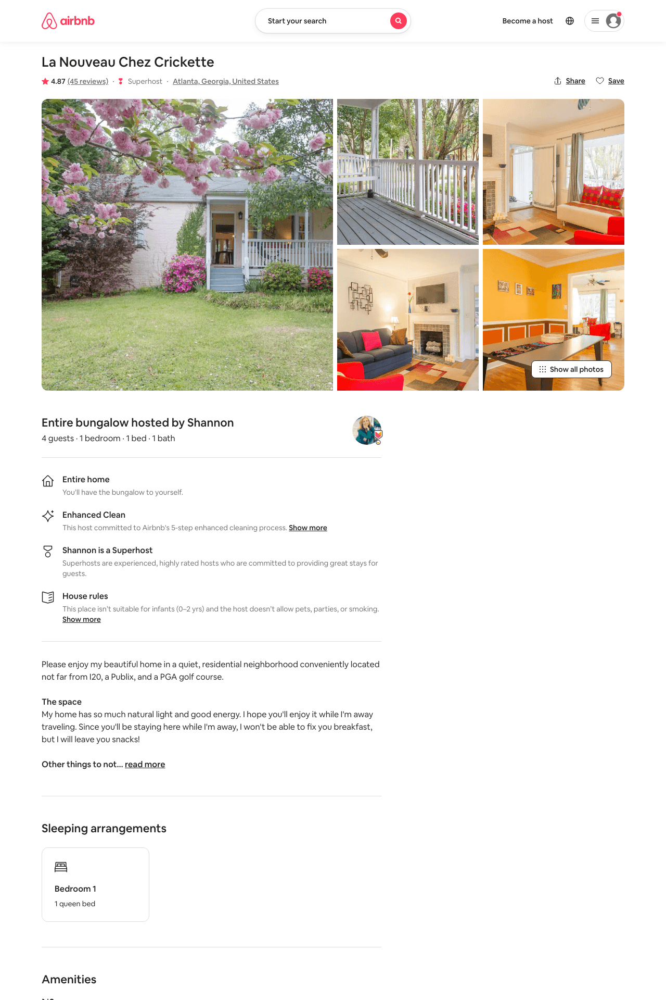 airbnb
Start your search
Become a host
La Nouveau Chez Crickette
4.87 (45 reviews) · Superhost · Atlanta, Georgia, United States
Share
Save
Show all photos
Entire bungalow hosted by Shannon
4 guests · 1 bedroom · 1 bed · 1 bath
Entire home
You’ll have the bungalow to yourself.
Enhanced Clean
This host committed to Airbnb's 5-step enhanced cleaning process. Show more
Shannon is a Superhost
Superhosts are experienced, highly rated hosts who are committed to providing great stays for
guests.
House rules
This place isn’t suitable for infants (0–2 yrs) and the host doesn’t allow pets, parties, or smoking.
Show more
Please enjoy my beautiful home in a quiet, residential neighborhood conveniently located
not far from I20, a Publix, and a PGA golf course.
The space
My home has so much natural light and good energy. I hope you'll enjoy it while I'm away
traveling. Since you'll be staying here while I'm away, I won't be able to fix you breakfast,
but I will leave you snacks!
Other things to not... read more
Sleeping arrangements
Bedroom 1
1 queen bed
Amenities